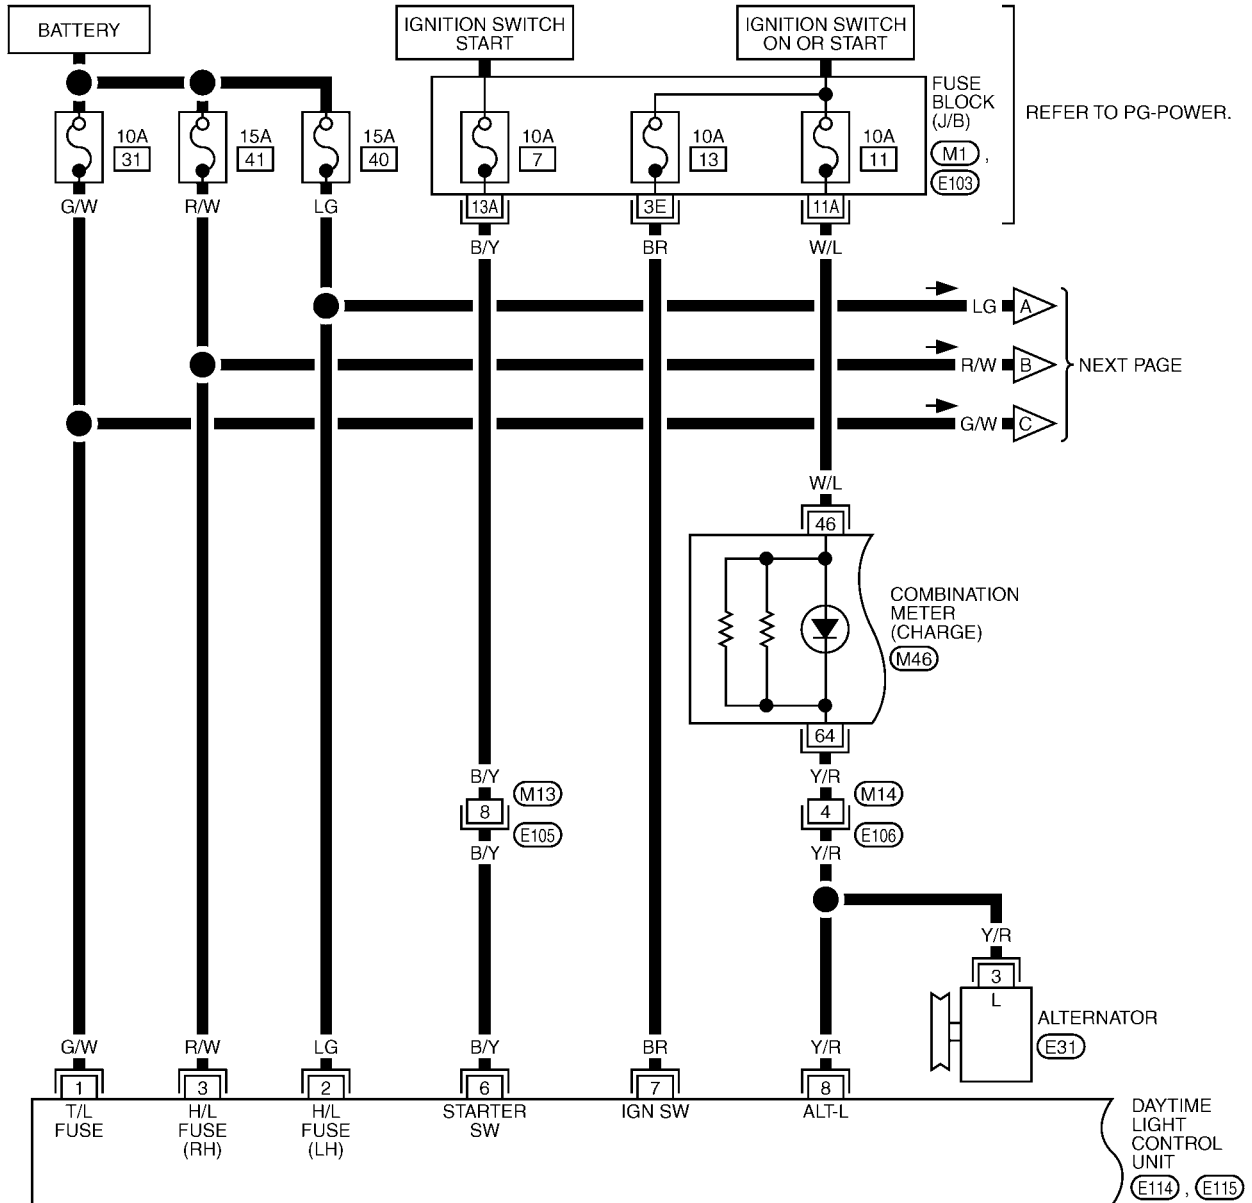 BATTERY
IGNITION SWITCH
START
IGNITION SWITCH
ON OR START
10A
31
15A
41
15A
40
10A
7
10A
13
10A
11
FUSE
BLOCK
(J/B)
M1 ,
E103
REFER TO PG-POWER.
G/W
R/W
LG
13A
3E
11A
B/Y
BR
W/L
LG
A
R/W
B
NEXT PAGE
G/W
C
W/L
46
COMBINATION
METER
(CHARGE)
M46
64
B/Y
Y/R
M13
8
E105
M14
4
E106
B/Y
Y/R
Y/R
3
L
ALTERNATOR
E31
G/W
R/W
LG
B/Y
BR
Y/R
1
3
2
6
7
8
T/L
FUSE
H/L
FUSE
(RH)
H/L
FUSE
(LH)
STARTER
SW
IGN SW
ALT-L
DAYTIME
LIGHT
CONTROL
UNIT
E114 , E115